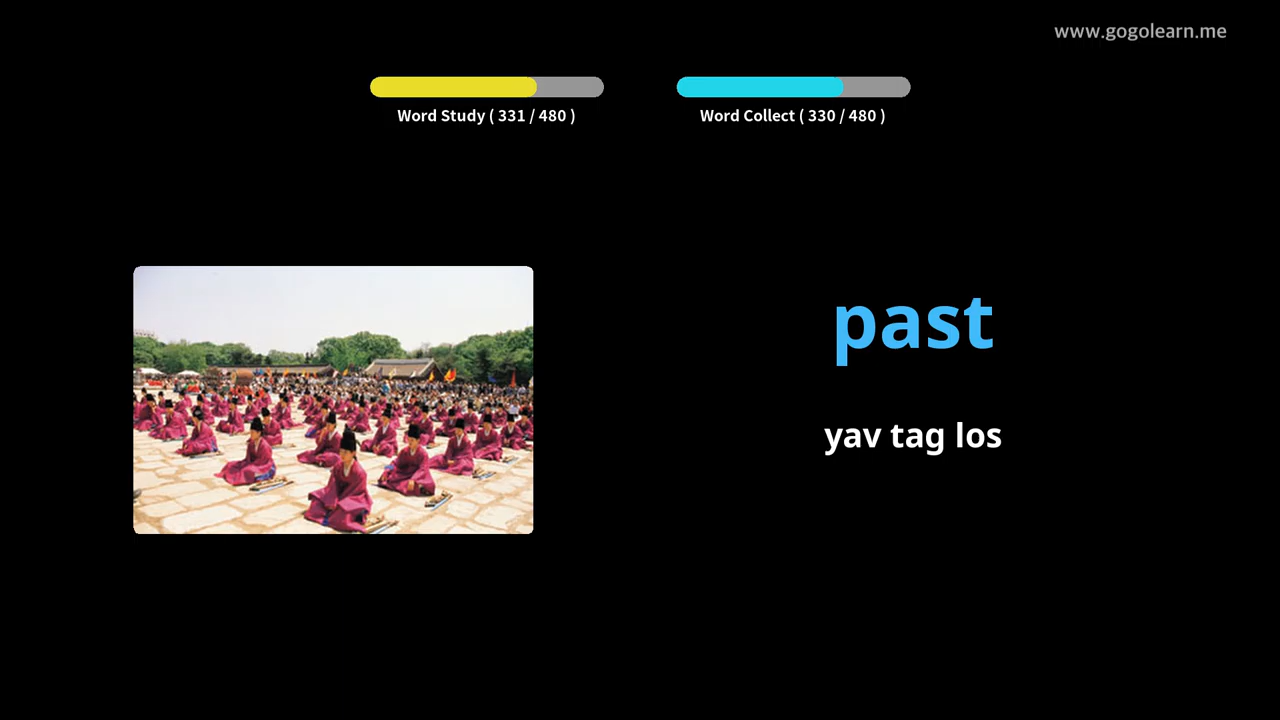 www.gogolearn.me
Word Study ( 331 / 480 )
Word Collect ( 330 / 480 )
past
yav tag los